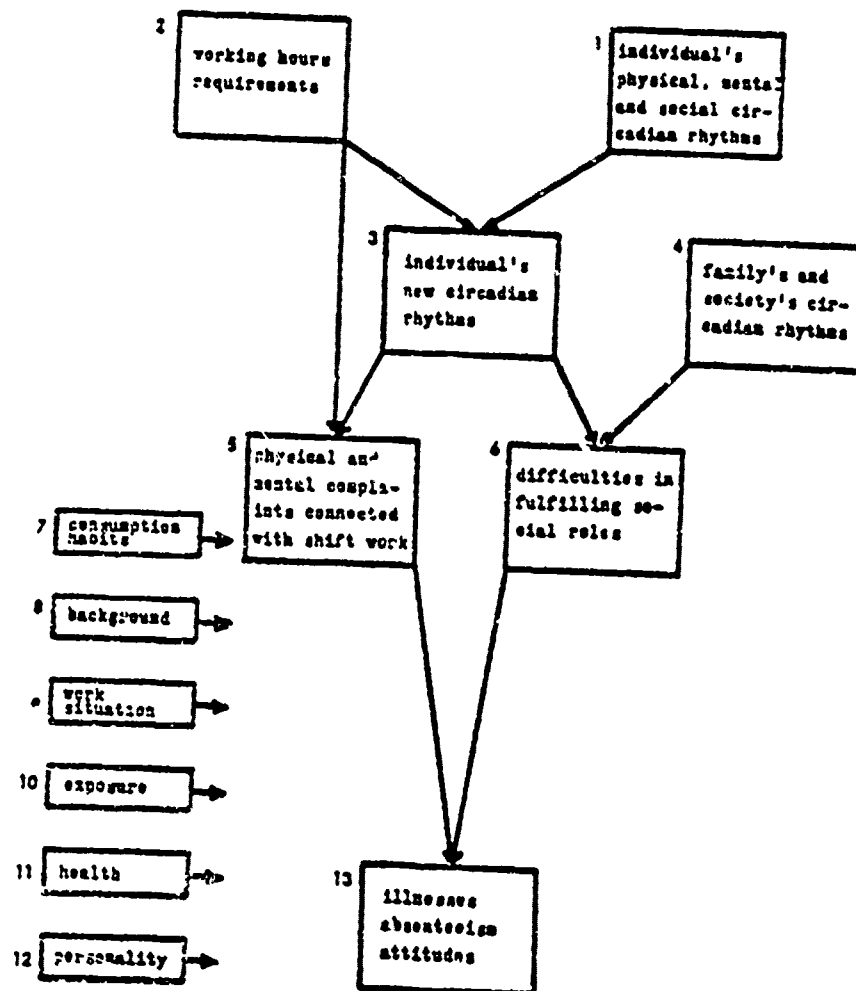 2
working hours
requirements
1
individual's
physical, mental
and social cir-
cadian rhythms
3
individual's
new circadian
rhythms
4
family's and
society's cir-
cadian rhythms
5
physical and
mental compla-
ints connected
with shift work
6
difficulties in
fulfilling so-
cial roles
7
consumption
habits
8
background
work
situation
10
exposure
11
health
12
personality
13
illnesses
absenteeism
attitudes